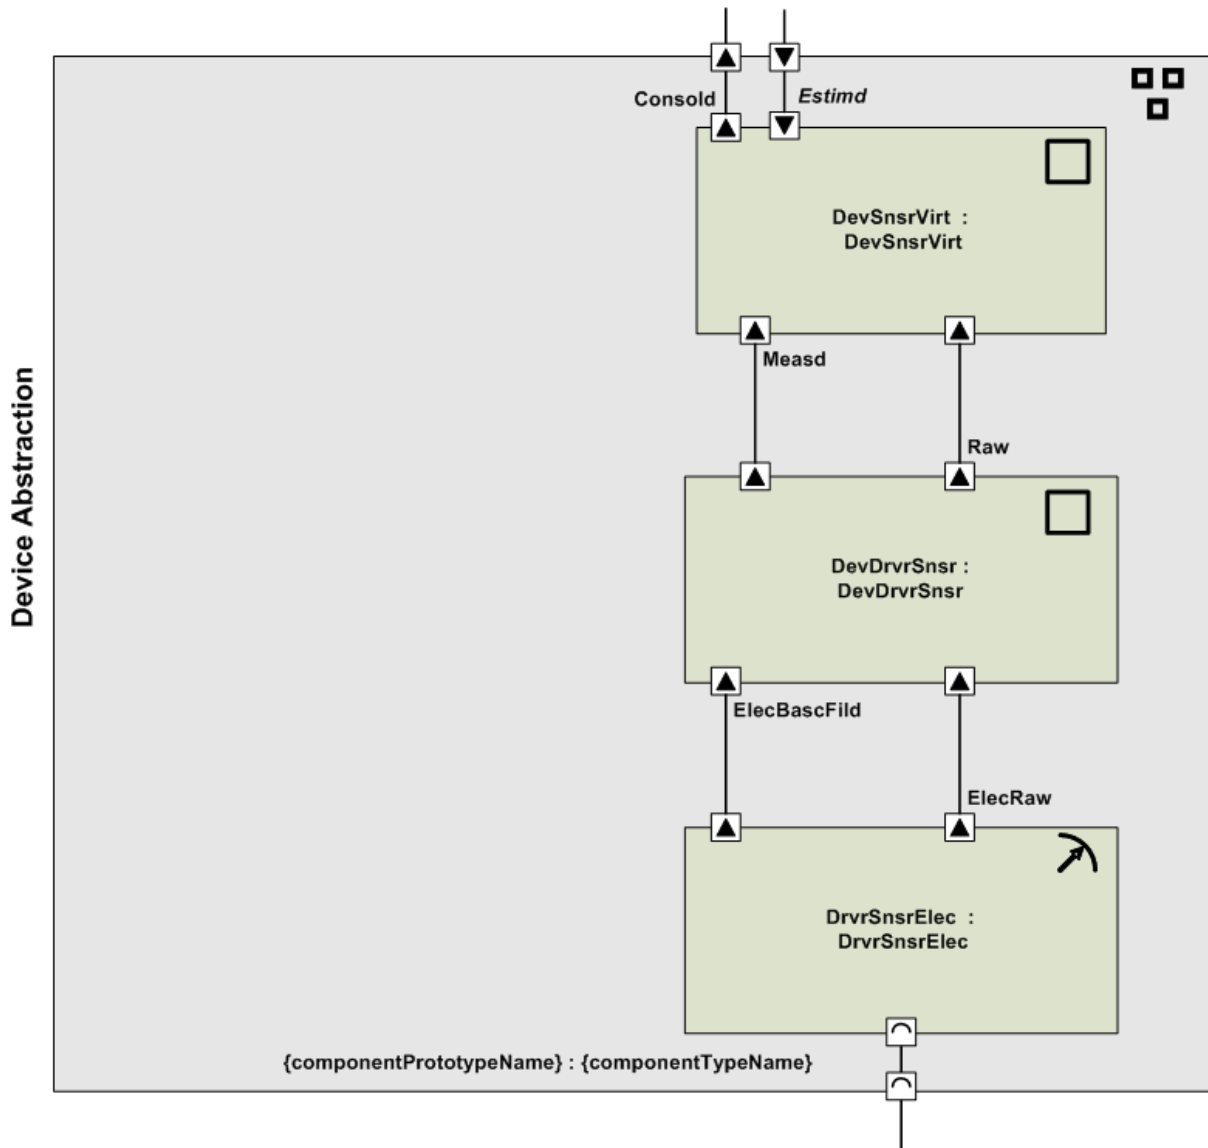 Consold
Estimd
DevSnsrVirt :
DevSnsrVirt
Measd
Raw
Device Abstraction
DevDrvrSnsr :
DevDrvrSnsr
ElecBascFild
ElecRaw
DrvrSnsrElec :
DrvrSnsrElec
{componentPrototypeName} : {componentTypeName}